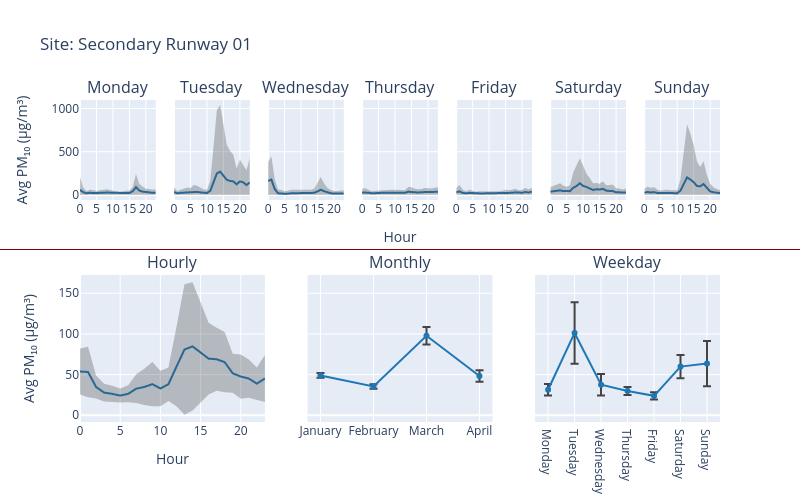 Site: Secondary Runway 01
Monday Tuesday Wednesday Thursday Friday Saturday Sunday
Avg PM₁₀ (µg/m³)
1000
500
0
0 5 10 15 20 0 5 10 15 20 0 5 10 15 20 0 5 10 15 20 0 5 10 15 20 0 5 10 15 20 0 5 10 15 20
Hour
Hourly Monthly Weekday
Avg PM₁₀ (µg/m³)
150
100
50
0
0 5 10 15 20
Hour
January February March April
Monday
Tuesday
Wednesday
Thursday
Friday
Saturday
Sunday